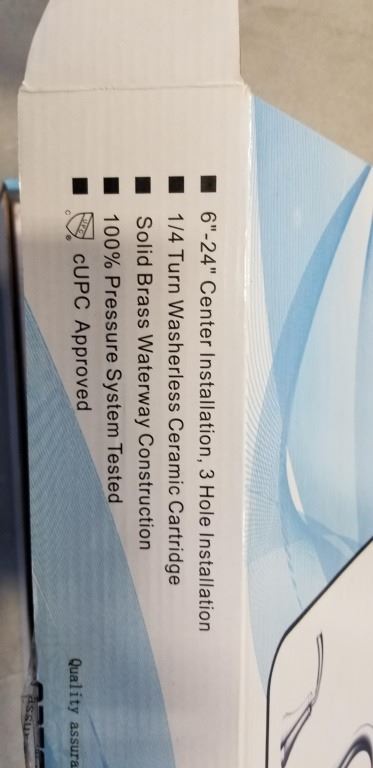 6"-24" Center Installation, 3 Hole Installation
1/4 Turn Washerless Ceramic Cartridge
Solid Brass Waterway Construction
100% Pressure System Tested
cUPC Approved
Quality assura